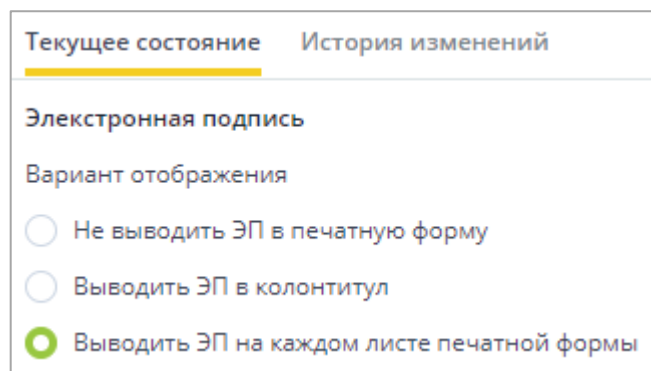 Текущее состояние История изменений
Элекстронная подпись
Вариант отображения
Не выводить ЭП в печатную форму
Выводить ЭП в колонтитул
Выводить ЭП на каждом листе печатной формы